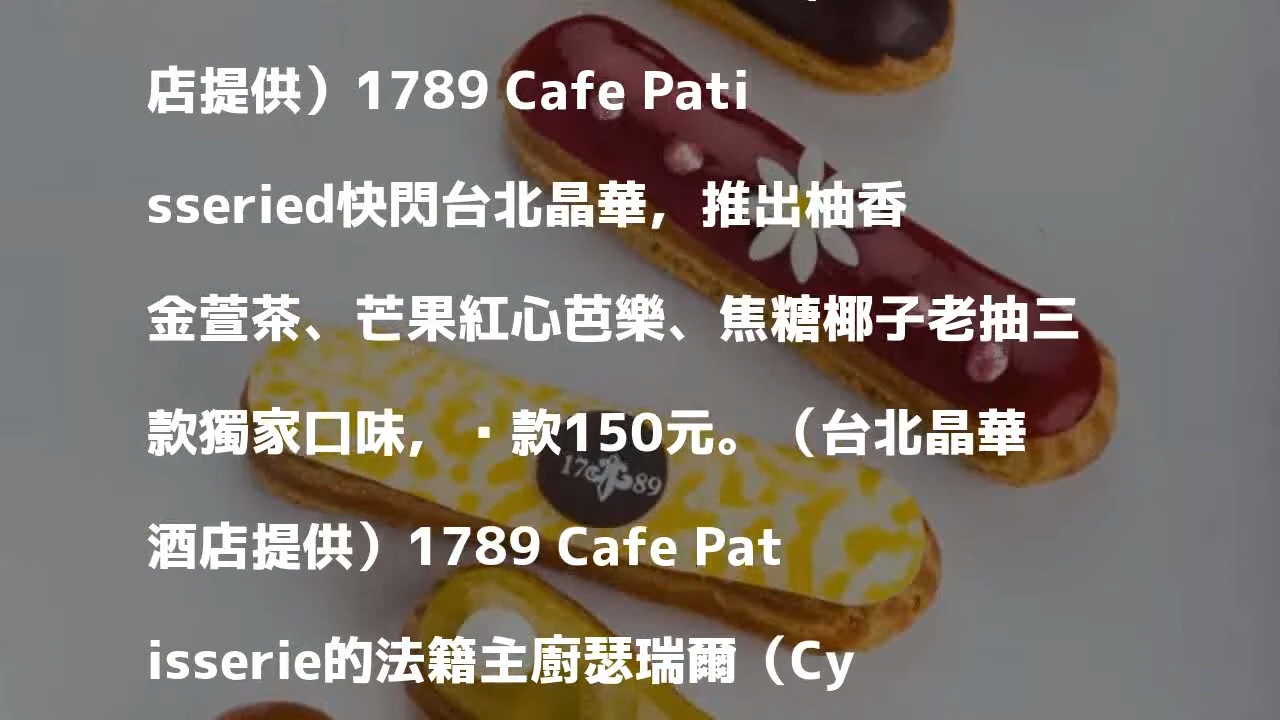 店提供）1789 Cafe Pati
sseried快閃台北晶華，推出柚香
金萱茶、芒果紅心芭樂、焦糖椰子老抽三
款獨家口味，・款150元。（台北晶華
17 89
酒店提供）1789 Cafe Pat
isserie的法籍主廚瑟瑞爾（Cy